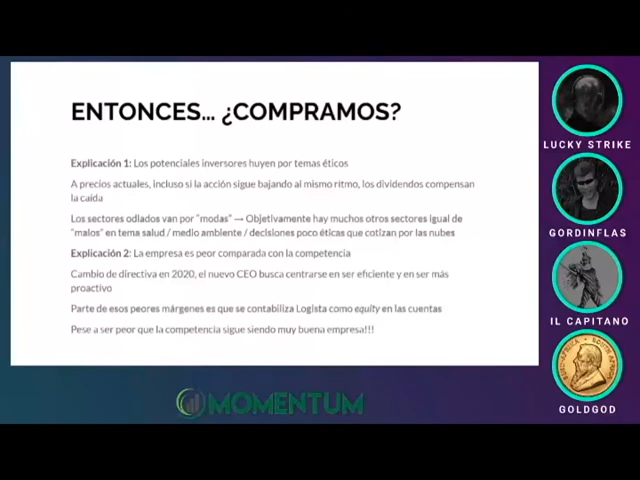 ENTONCES... ¿COMPRAMOS?
Explicación 1: Los potenciales inversores huyen por temas éticos
A precios actuales, incluso si la acción sigue bajando al mismo ritmo, los dividendos compensan
la caída
Los sectores odiados van por "modas" → Objetivamente hay muchos otros sectores igual de
"malos" en tema salud / medio ambiente / decisiones poco éticas que cotizan por las nubes
Explicación 2: La empresa es peor comparada con la competencia
Cambio de directiva en 2020, el nuevo CEO busca centrarse en ser eficiente y en ser más
proactivo
Parte de esos peores márgenes es que se contabiliza Logista como equity en las cuentas
Pese a ser peor que la competencia sigue siendo muy buena empresa!!!
LUCKY STRIKE
GORDINFLAS
IL CAPITANO
GOLDGOD
MOMENTUM